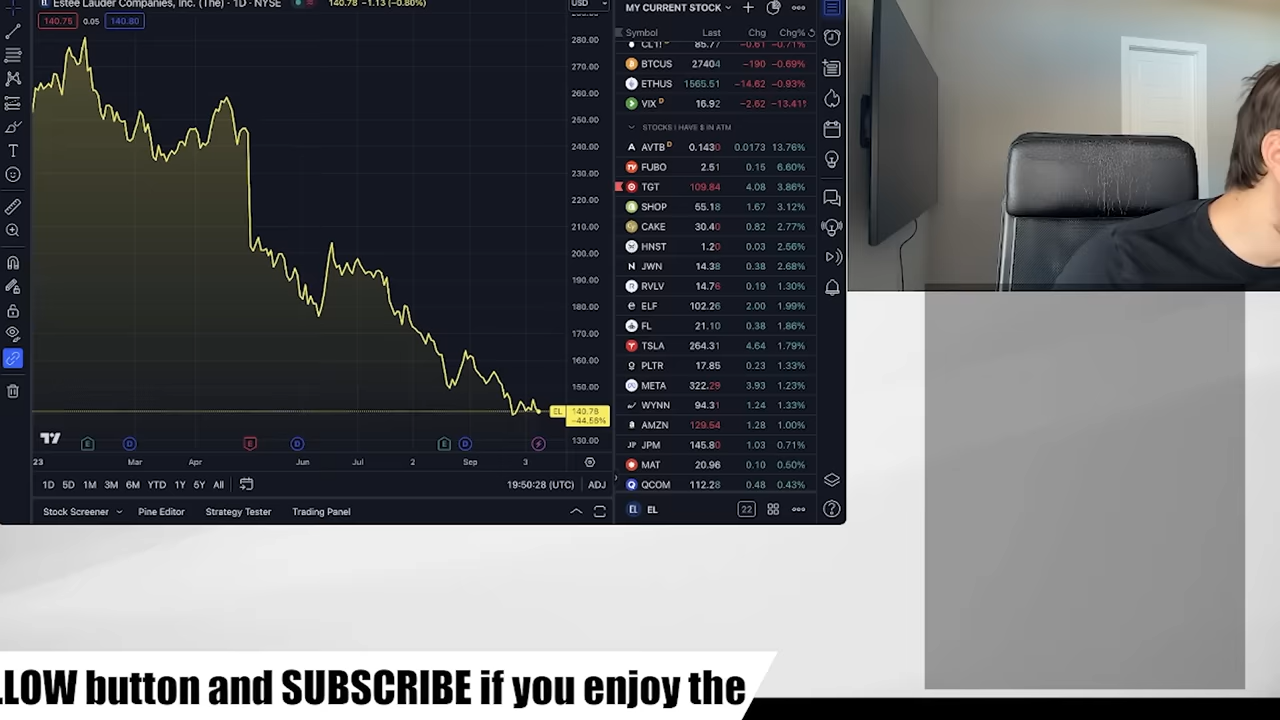 Estee Lauder Companies, Inc. (The) · 1D · NYSE
140.78 −1.13 (−0.80%)
USD
140.75 0.05 140.80
280.00
270.00
260.00
250.00
240.00
230.00
220.00
210.00
200.00
190.00
180.00
170.00
160.00
150.00
EL 140.78
−44.56%
130.00
E D E D E D
23 Mar Apr Jun Jul 2 Sep 3
1D 5D 1M 3M 6M YTD 1Y 5Y All
19:50:28 (UTC) ADJ
Stock Screener Pine Editor Strategy Tester Trading Panel
MY CURRENT STOCK
Symbol Last Chg Chg%
CL1! 85.77 −0.61 −0.71%
BTCUS 27404 −190 −0.69%
ETHUS 1565.51 −14.62 −0.93%
VIX D 16.92 −2.62 −13.41%
STOCKS I HAVE $ IN ATM
AVTB D 0.1430 0.0173 13.76%
FUBO 2.51 0.15 6.60%
TGT 109.84 4.08 3.86%
SHOP 55.18 1.67 3.12%
CAKE 30.40 0.82 2.77%
HNST 1.20 0.03 2.56%
JWN 14.38 0.38 2.68%
RVLV 14.76 0.19 1.30%
ELF 102.26 2.00 1.99%
FL 21.10 0.38 1.86%
TSLA 264.31 4.64 1.79%
PLTR 17.85 0.23 1.33%
META 322.29 3.93 1.23%
WYNN 94.31 1.24 1.33%
AMZN 129.54 1.28 1.00%
JPM 145.80 1.03 0.71%
MAT 20.96 0.10 0.50%
QCOM 112.28 0.48 0.43%
EL 22
LLOW button and SUBSCRIBE if you enjoy the